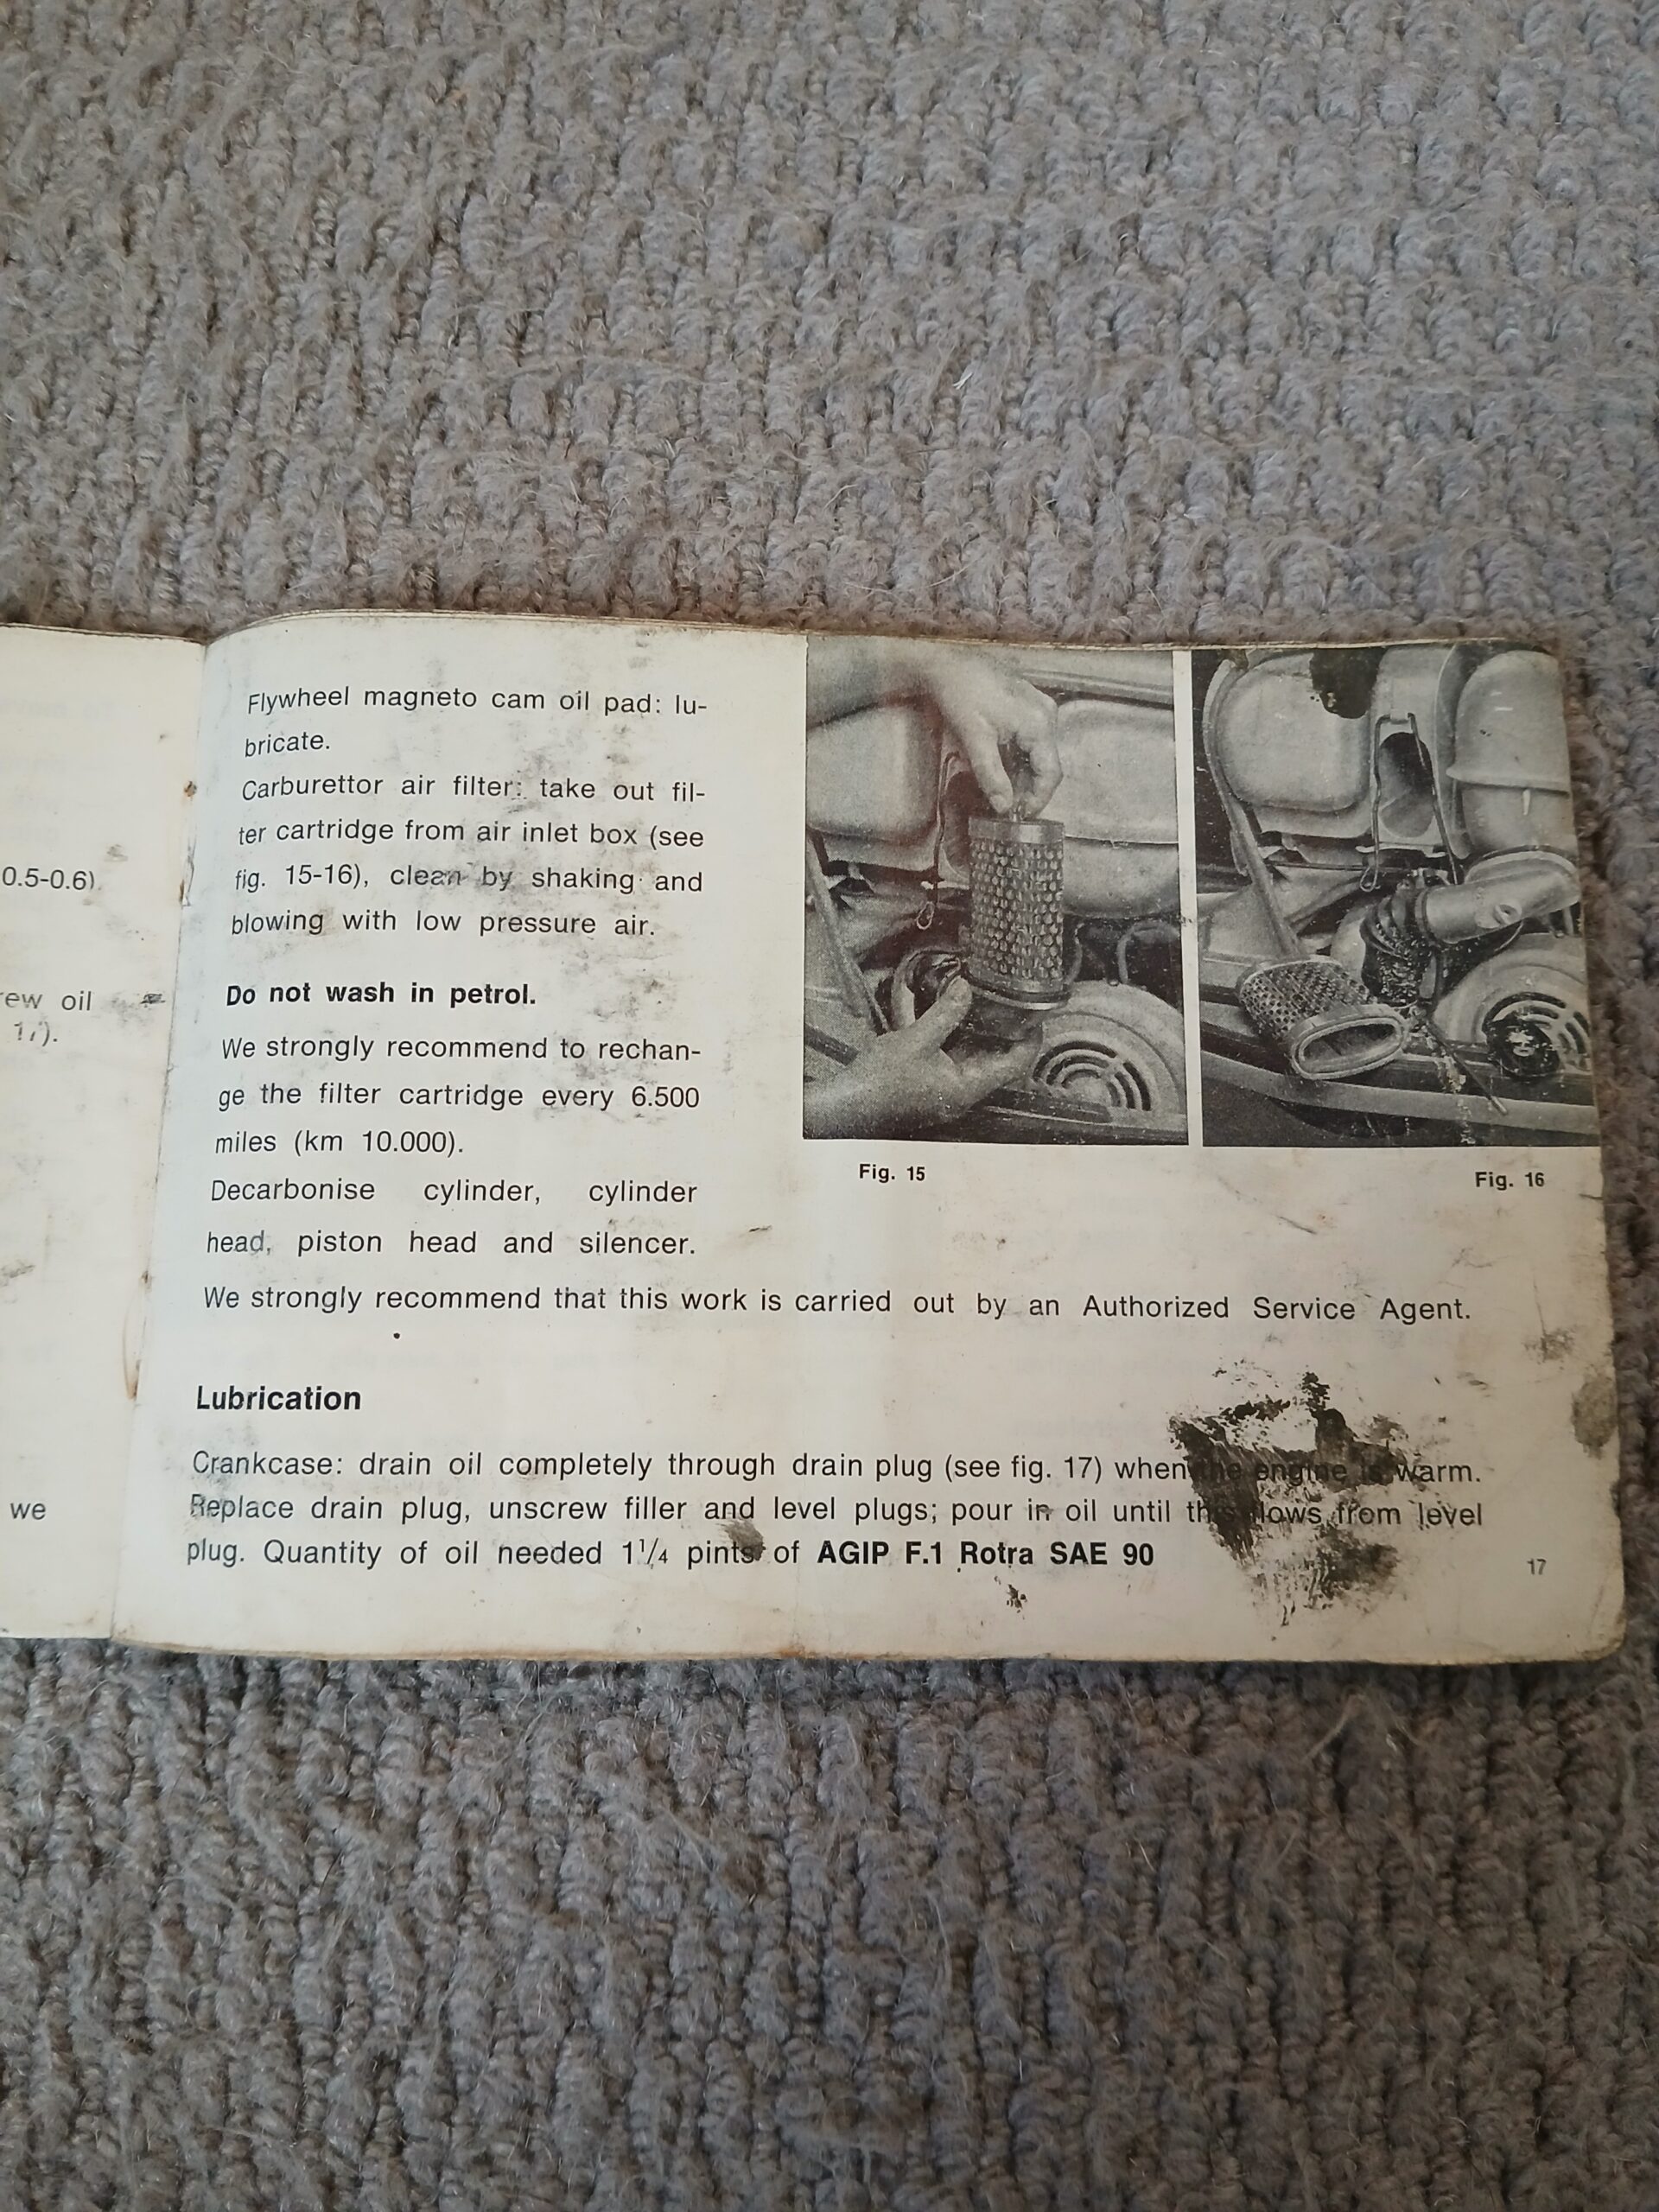 0.5-0.6)
rew oil
17).
we
Flywheel magneto cam oil pad: lu-
bricate.
Carburettor air filter: take out fil-
ter cartridge from air inlet box (see
fig. 15-16), clean by shaking and
blowing with low pressure air.
Do not wash in petrol.
We strongly recommend to rechan-
ge the filter cartridge every 6.500
miles (km 10.000).
Decarbonise cylinder, cylinder
head, piston head and silencer.
Fig. 15
Fig. 16
We strongly recommend that this work is carried out by an Authorized Service Agent.
Lubrication
Crankcase: drain oil completely through drain plug (see fig. 17) when the engine is warm.
Replace drain plug, unscrew filler and level plugs; pour in oil until this flows from level
plug. Quantity of oil needed 1 1/4 pints of AGIP F.1 Rotra SAE 90
17